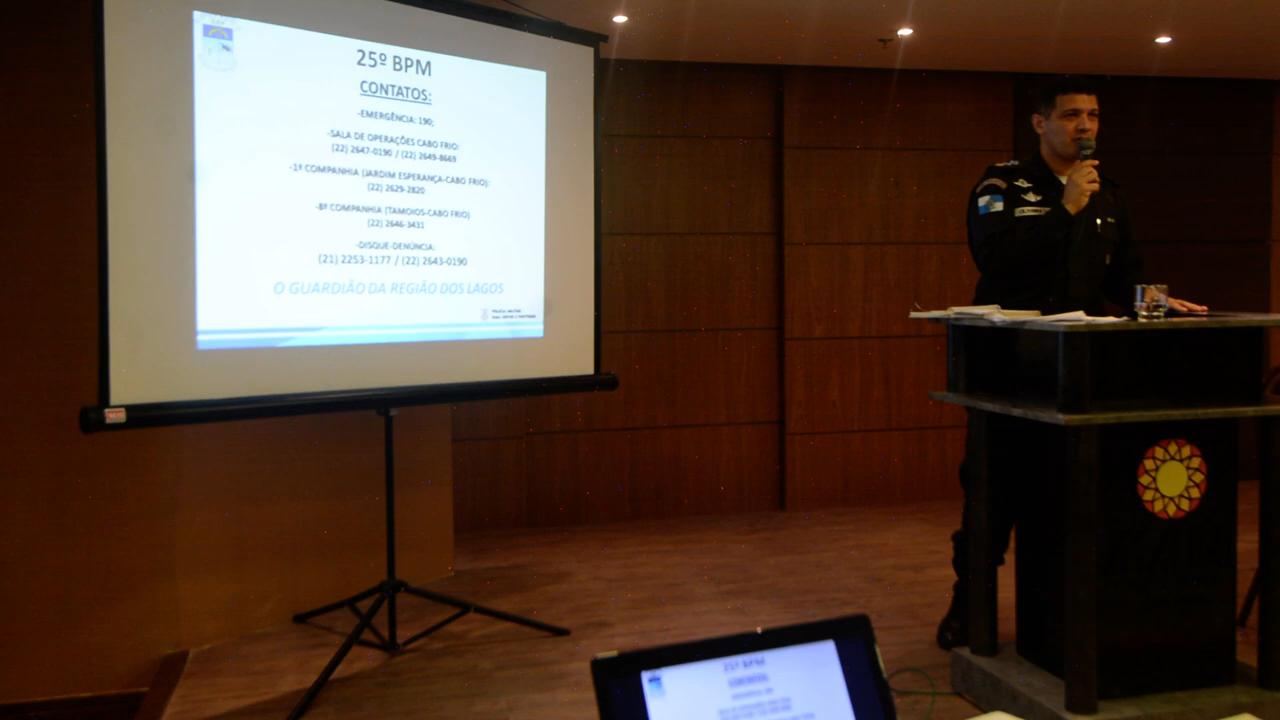 25º BPM
CONTATOS:
-EMERGÊNCIA: 190;
-SALA DE OPERAÇÕES CABO FRIO:
(22) 2647-0190 / (22) 2649-8669
-1ª COMPANHIA (JARDIM ESPERANÇA-CABO FRIO):
(22) 2629-2820
-8ª COMPANHIA (TAMOIOS-CABO FRIO)
(22) 2646-3431
-DISQUE-DENÚNCIA:
(21) 2253-1177 / (22) 2643-0190
O GUARDIÃO DA REGIÃO DOS LAGOS
POLÍCIA MILITAR
25º BPM